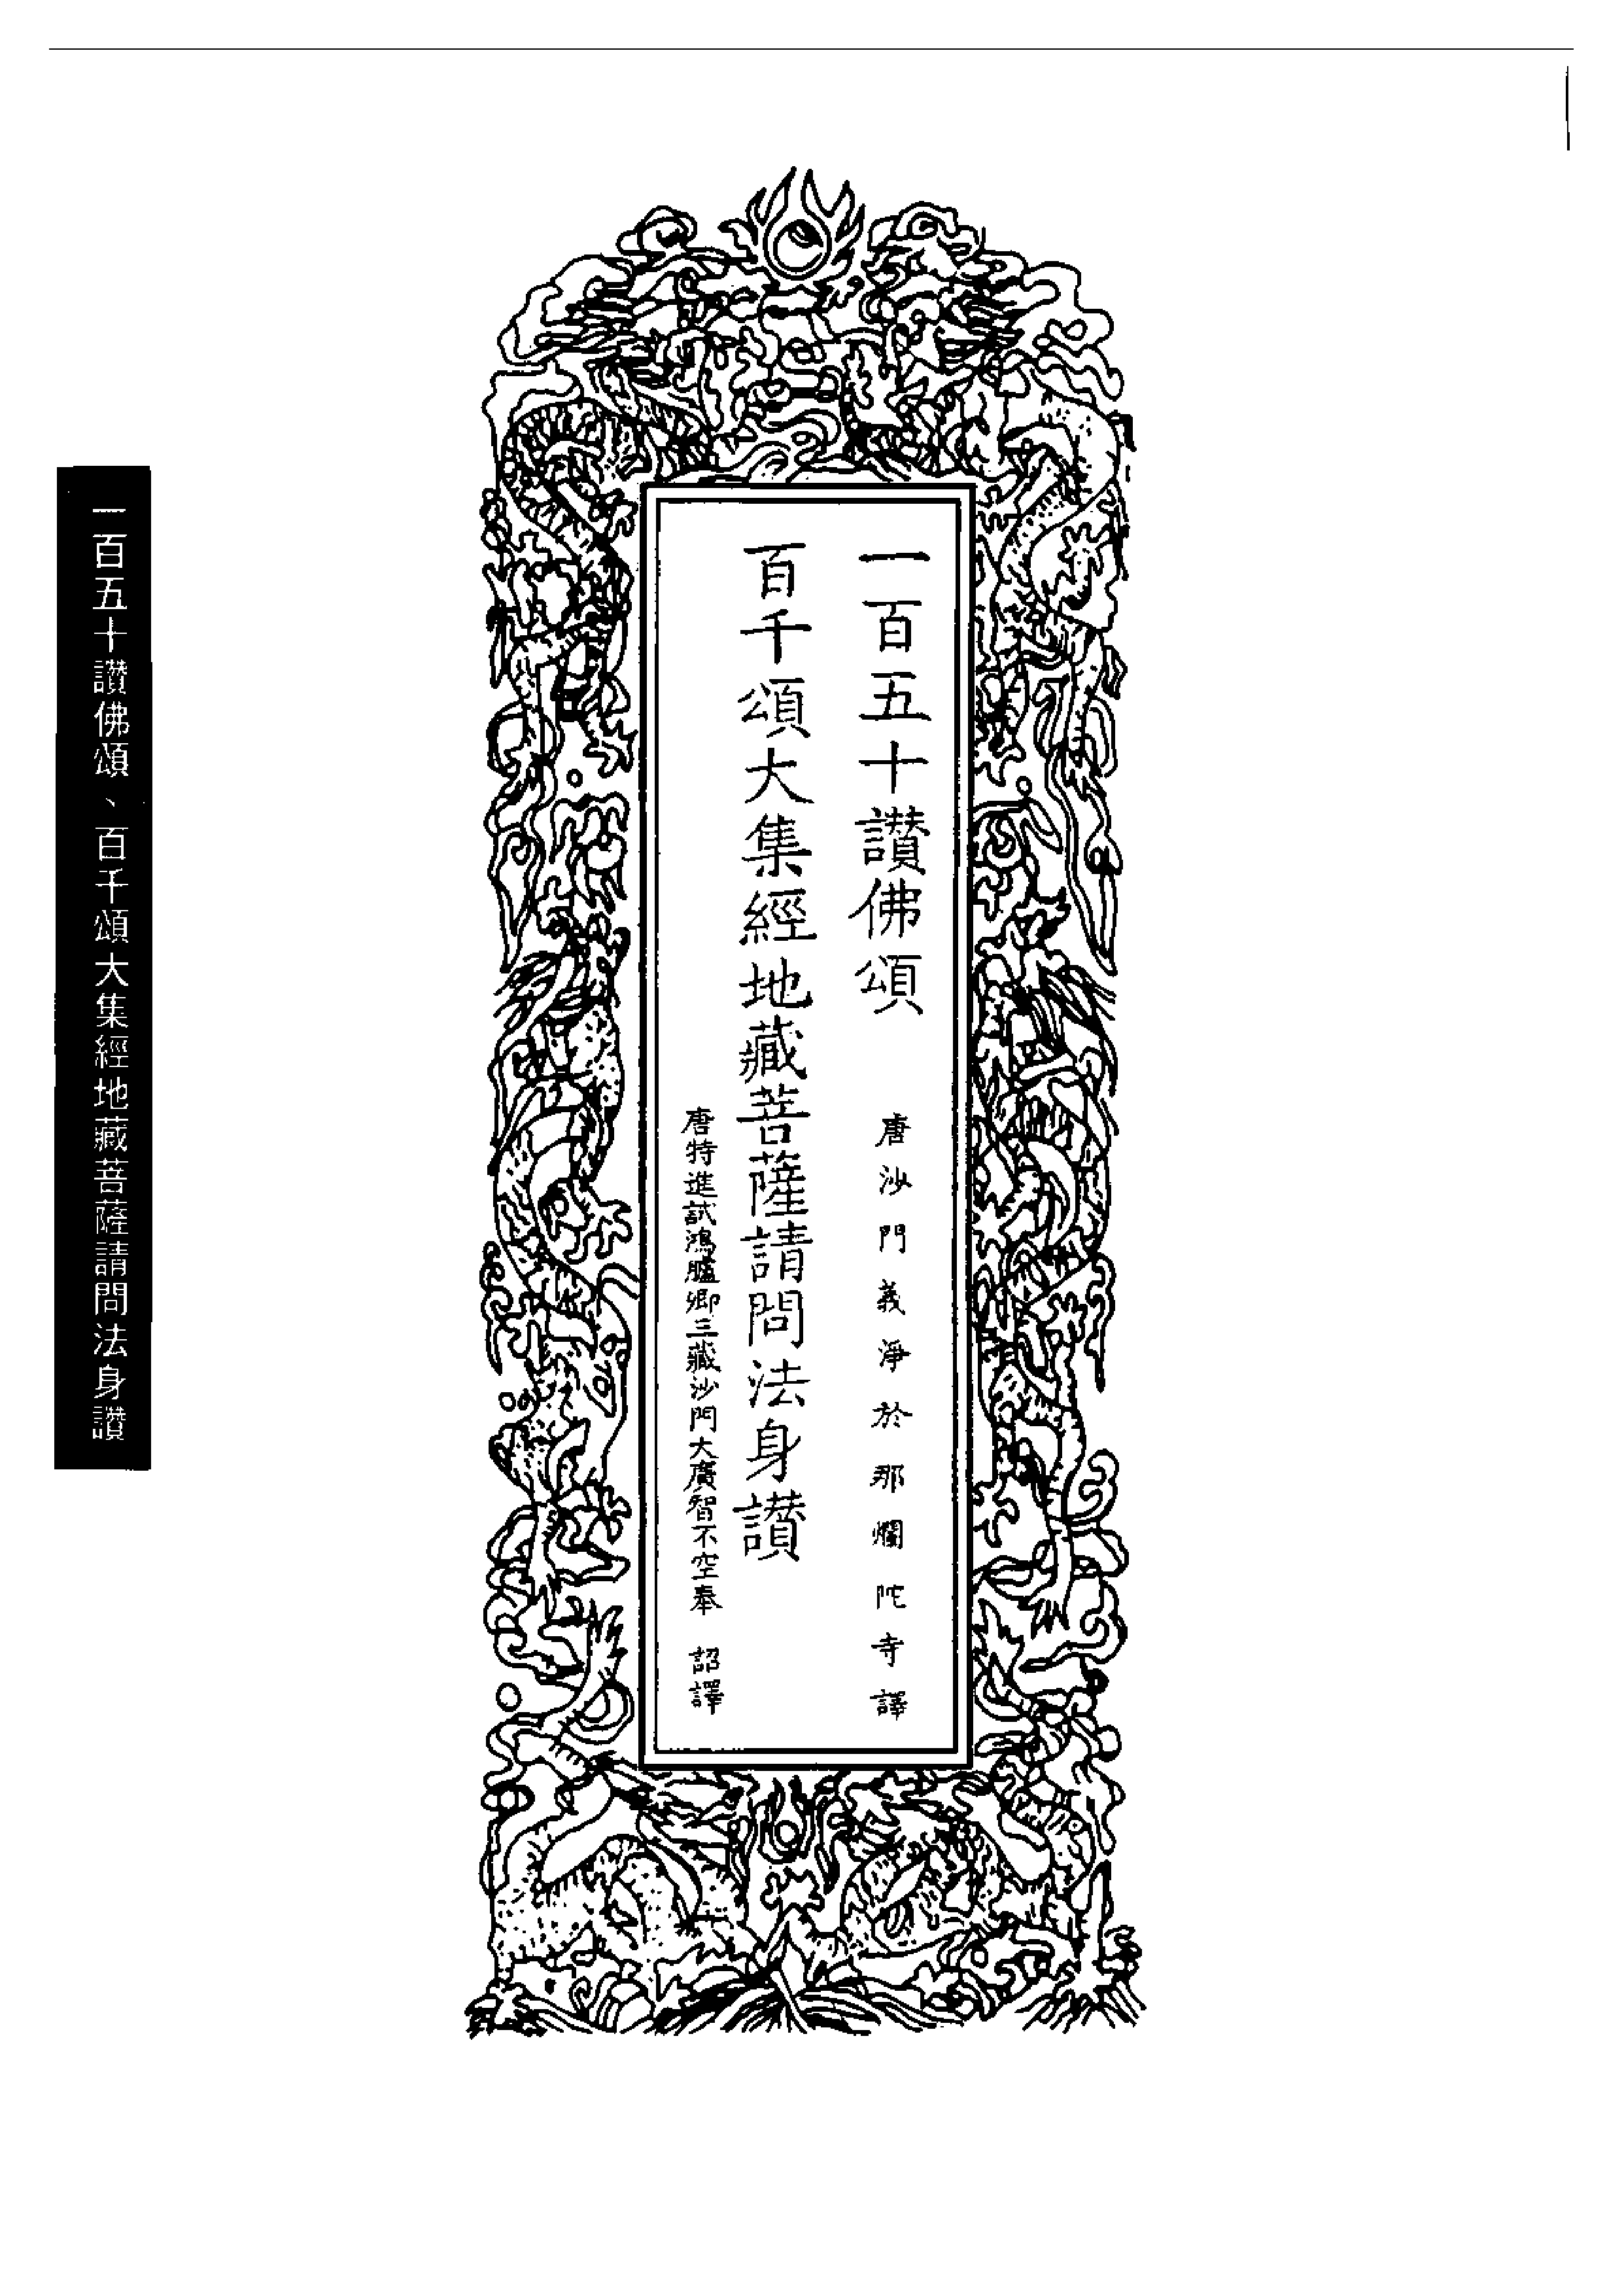 一百五十讚佛頌
唐沙門義淨於那爛陀寺譯
百千頌大集經地藏菩薩請問法身讚
唐特進試鴻臚卿三藏沙門大廣智不空奉 詔譯
一百五十讚佛頌、百千頌大集經地藏菩薩請問法身讚